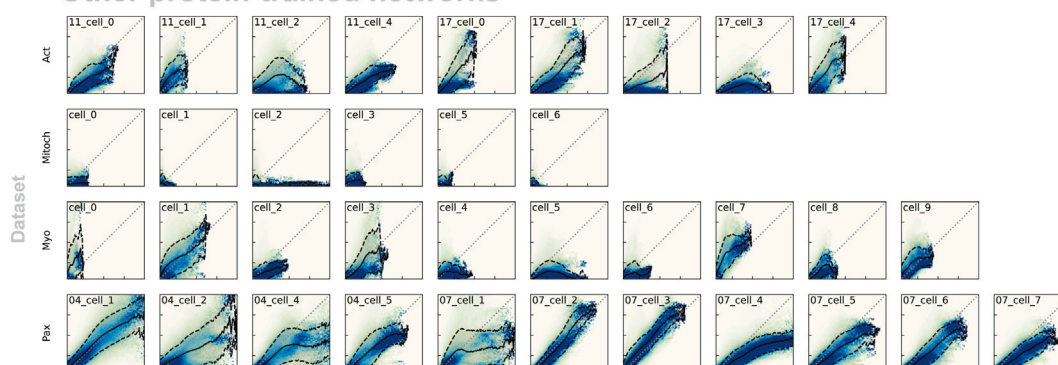 Other protein-trained networks
11_cell_0 11_cell_1 11_cell_2 11_cell_4 17_cell_0 17_cell_1 17_cell_2 17_cell_3 17_cell_4
Act
cell_0 cell_1 cell_2 cell_3 cell_5 cell_6
Mitoch
cell_0 cell_1 cell_2 cell_3 cell_4 cell_5 cell_6 cell_7 cell_8 cell_9
Myo
Dataset
04_cell_1 04_cell_2 04_cell_4 04_cell_5 07_cell_1 07_cell_2 07_cell_3 07_cell_4 07_cell_5 07_cell_6 07_cell_7
Pax